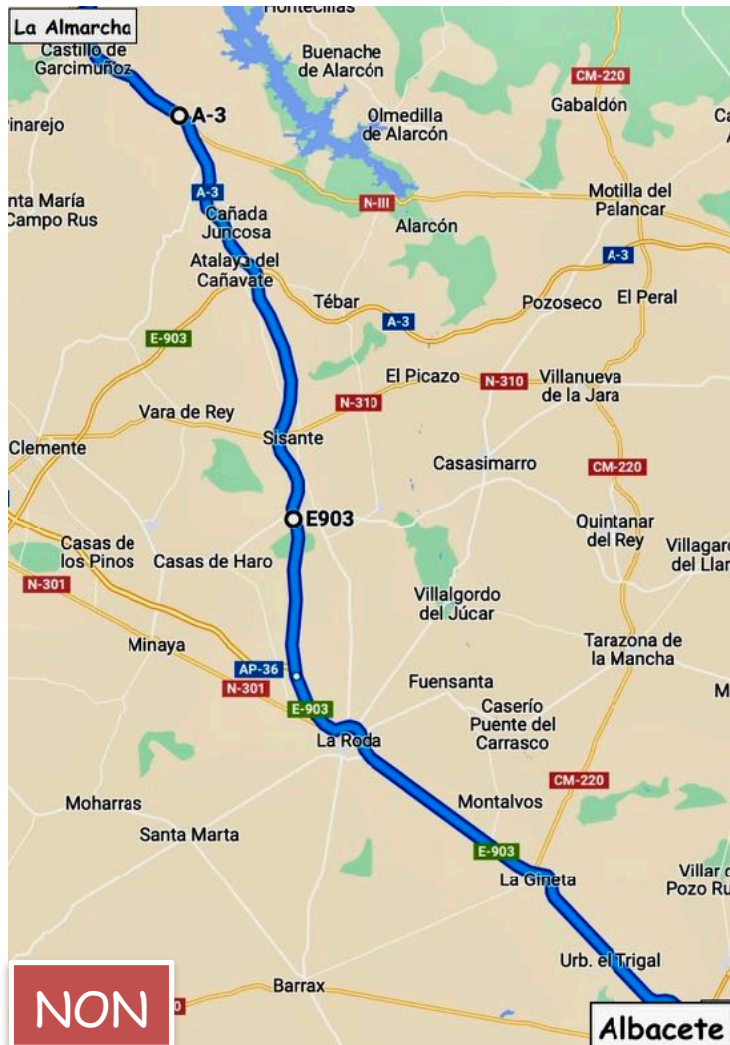 La Almarcha
Hontecillas
Castillo de
Garcimuñoz
Buenache
de Alarcón
CM-220
Gabaldón
A-3
Olmedilla
de Alarcón
inarejo
nta María
Campo Rus
A-3
N-III
Motilla del
Palancar
Cañada
Juncosa
Alarcón
Atalaya del
Cañavate
A-3
Tébar
Pozoseco
El Peral
A-3
E-903
El Picazo
N-310
Villanueva
de la Jara
N-310
Vara de Rey
Sisante
Clemente
Casasimarro
CM-220
E903
Quintanar
del Rey
Casas de
los Pinos
Casas de Haro
Villagar
del Llan
N-301
Villalgordo
del Júcar
Minaya
Tarazona de
la Mancha
AP-36
N-301
Fuensanta
M
E-903
Caserío
Puente del
Carrasco
La Roda
CM-220
Moharras
Montalvos
Santa Marta
E-903
La Gineta
Villar d
Pozo Ru
Urb. el Trigal
Barrax
NON
0
Albacete